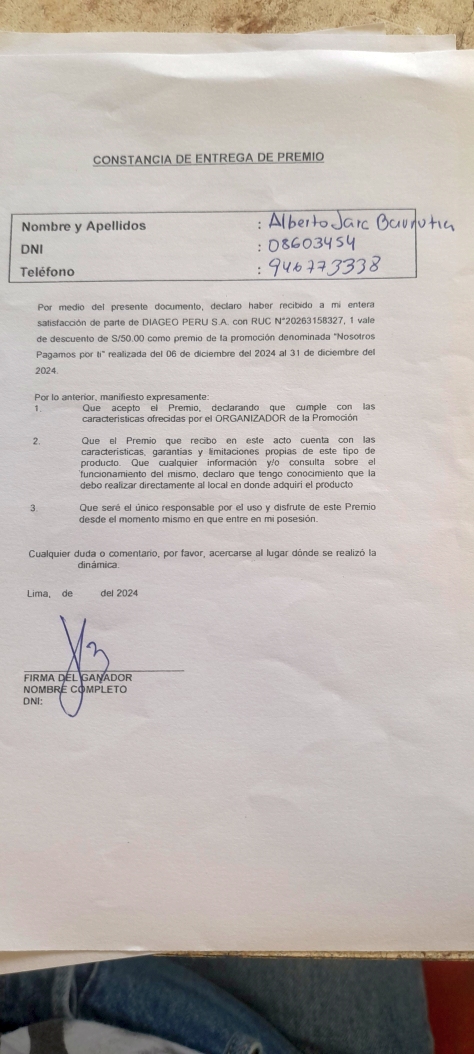 CONSTANCIA DE ENTREGA DE PREMIO
Nombre y Apellidos : Alberto Jarc
DNI : 08603454
Teléfono : 946773338
Por medio del presente documento, declaro haber recibido a mi entera
satisfacción de parte de DIAGEO PERU S.A. con RUC N°20263158327, 1 vale
de descuento de S/50.00 como premio de la promoción denominada "Nosotros
Pagamos por ti" realizada del 06 de diciembre del 2024 al 31 de diciembre del
2024.
Por lo anterior, manifiesto expresamente:
1. Que acepto el Premio, declarando que cumple con las
características ofrecidas por el ORGANIZADOR de la Promoción
2. Que el Premio que recibo en este acto cuenta con las
características, garantías y limitaciones propias de este tipo de
producto. Que cualquier información y/o consulta sobre el
funcionamiento del mismo, declaro que tengo conocimiento que la
debo realizar directamente al local en donde adquirí el producto
3. Que seré el único responsable por el uso y disfrute de este Premio
desde el momento mismo en que entre en mi posesión.
Cualquier duda o comentario, por favor, acercarse al lugar dónde se realizó la
dinámica.
Lima, de del 2024
FIRMA DEL GANADOR
NOMBRE COMPLETO
DNI: